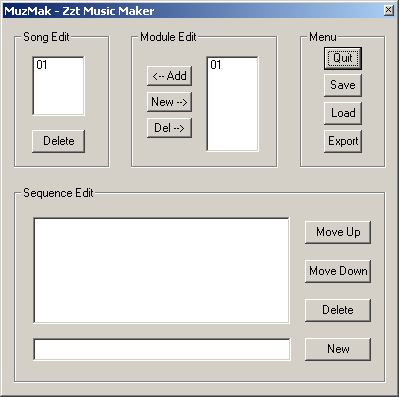 MuzMak - Zzt Music Maker
Song Edit
01
Delete
Module Edit
<-- Add
New -->
Del -->
01
Menu
Quit
Save
Load
Export
Sequence Edit
Move Up
Move Down
Delete
New